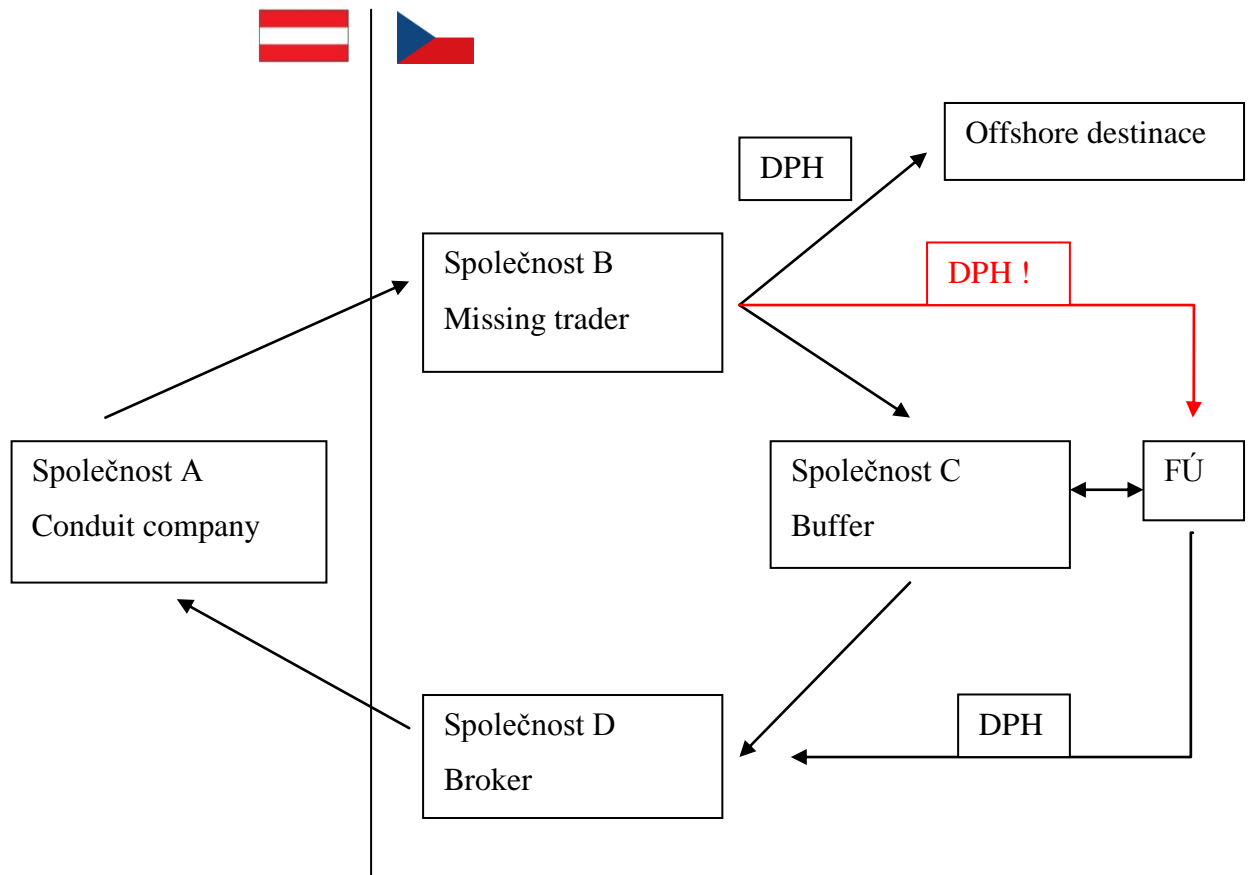 Offshore destinace
DPH
Společnost B
Missing trader
DPH !
Společnost A
Conduit company
Společnost C
Buffer
FÚ
Společnost D
Broker
DPH